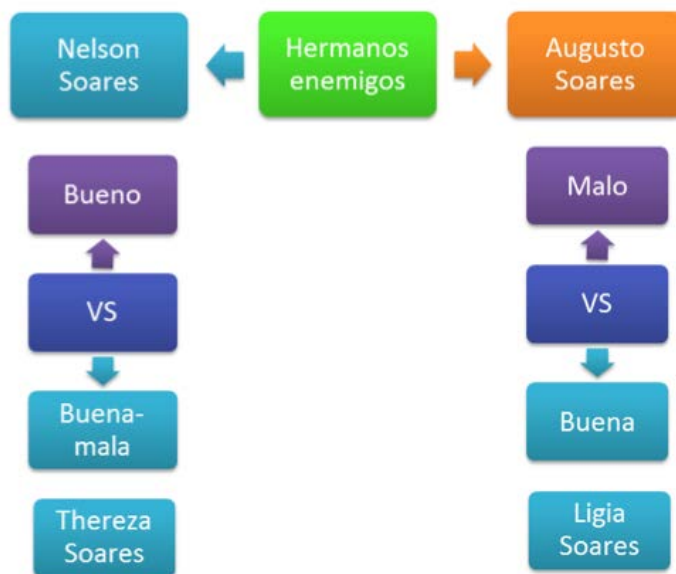 Nelson
Soares
Hermanos
enemigos
Augusto
Soares
Bueno
VS
Buena-
mala
Thereza
Soares
Malo
VS
Buena
Ligia
Soares